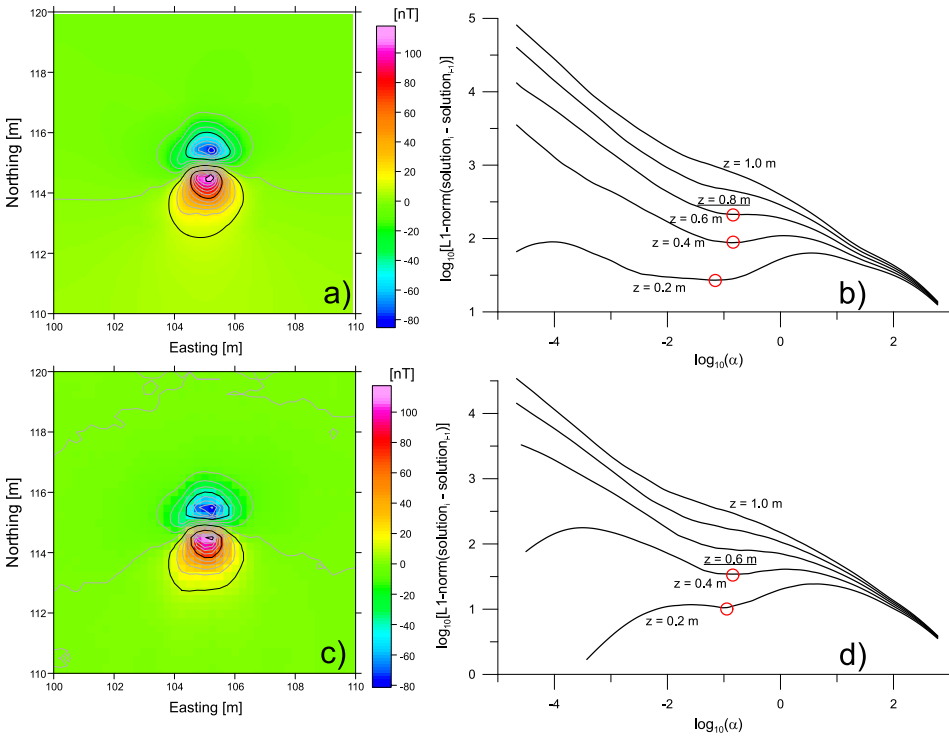 [nT]
120
118
116
114
112
110
Northing [m]
100 102 104 106 108 110
Easting [m]
a)
100
80
60
40
20
0
-20
-40
-60
-80
5
4
3
2
1
log₁₀[L1-norm(solutionᵢ - solutionᵢ₋₁)]
z = 1.0 m
z = 0.8 m
z = 0.6 m
z = 0.4 m
z = 0.2 m
b)
-4 -2 0 2
log₁₀(α)
[nT]
120
118
116
114
112
110
Northing [m]
100 102 104 106 108 110
Easting [m]
c)
100
80
60
40
20
0
-20
-40
-60
-80
4
3
2
1
0
log₁₀[L1-norm(solutionᵢ - solutionᵢ₋₁)]
z = 1.0 m
z = 0.6 m
z = 0.4 m
z = 0.2 m
d)
-4 -2 0 2
log₁₀(α)